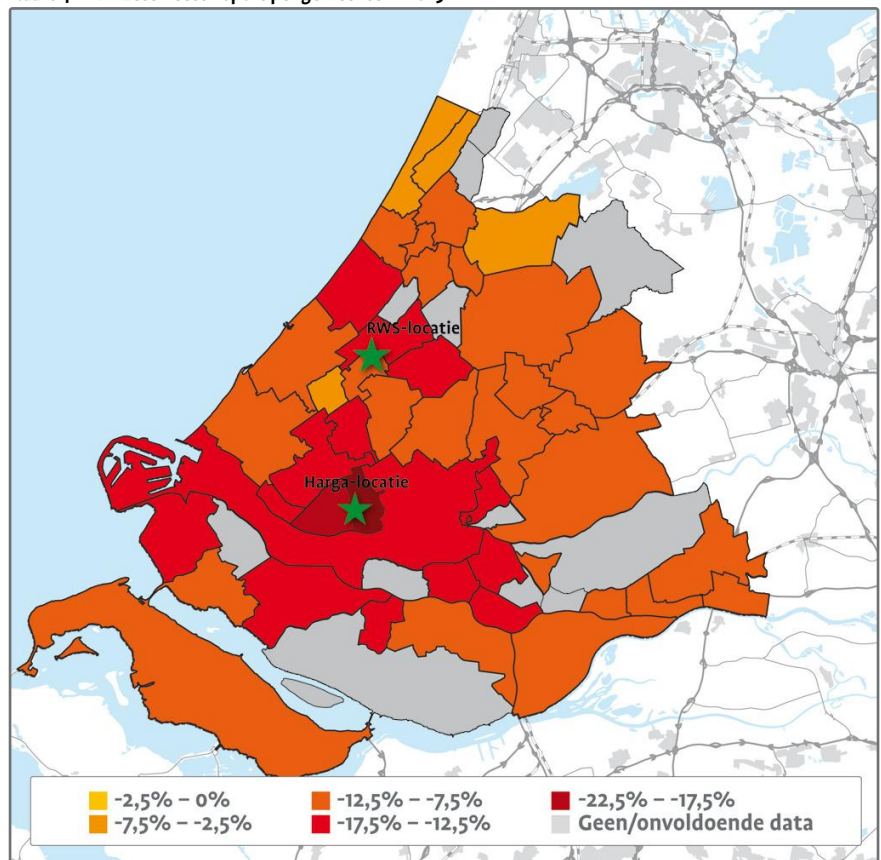 RWS-locatie
Harga-locatie
-2,5% – 0%
-12,5% – -7,5%
-22,5% – -17,5%
-7,5% – -2,5%
-17,5% – -12,5%
Geen/onvoldoende data